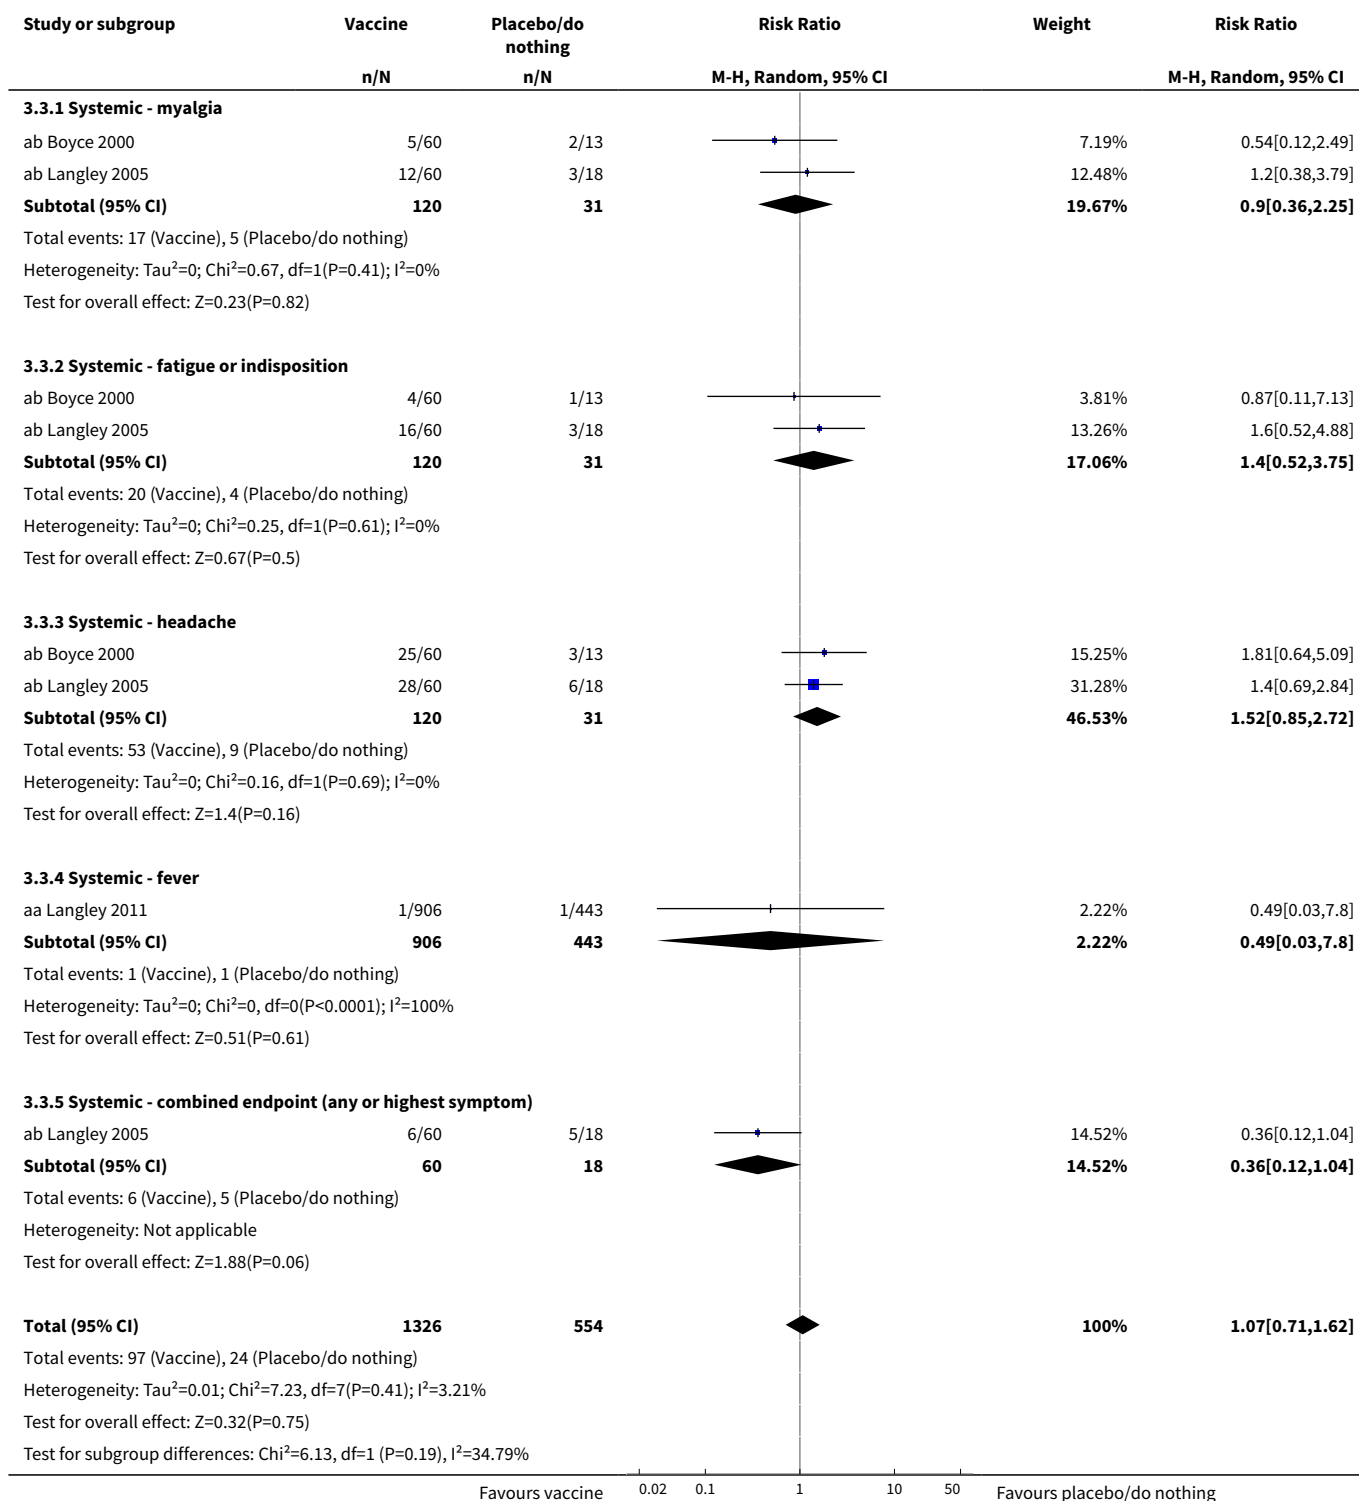 Study or subgroup Vaccine Placebo/do nothing Risk Ratio Weight Risk Ratio
n/N n/N M-H, Random, 95% CI M-H, Random, 95% CI
3.3.1 Systemic - myalgia
ab Boyce 2000 5/60 2/13 7.19% 0.54[0.12,2.49]
ab Langley 2005 12/60 3/18 12.48% 1.2[0.38,3.79]
Subtotal (95% CI) 120 31 19.67% 0.9[0.36,2.25]
Total events: 17 (Vaccine), 5 (Placebo/do nothing)
Heterogeneity: Tau²=0; Chi²=0.67, df=1(P=0.41); I²=0%
Test for overall effect: Z=0.23(P=0.82)
3.3.2 Systemic - fatigue or indisposition
ab Boyce 2000 4/60 1/13 3.81% 0.87[0.11,7.13]
ab Langley 2005 16/60 3/18 13.26% 1.6[0.52,4.88]
Subtotal (95% CI) 120 31 17.06% 1.4[0.52,3.75]
Total events: 20 (Vaccine), 4 (Placebo/do nothing)
Heterogeneity: Tau²=0; Chi²=0.25, df=1(P=0.61); I²=0%
Test for overall effect: Z=0.67(P=0.5)
3.3.3 Systemic - headache
ab Boyce 2000 25/60 3/13 15.25% 1.81[0.64,5.09]
ab Langley 2005 28/60 6/18 31.28% 1.4[0.69,2.84]
Subtotal (95% CI) 120 31 46.53% 1.52[0.85,2.72]
Total events: 53 (Vaccine), 9 (Placebo/do nothing)
Heterogeneity: Tau²=0; Chi²=0.16, df=1(P=0.69); I²=0%
Test for overall effect: Z=1.4(P=0.16)
3.3.4 Systemic - fever
aa Langley 2011 1/906 1/443 2.22% 0.49[0.03,7.8]
Subtotal (95% CI) 906 443 2.22% 0.49[0.03,7.8]
Total events: 1 (Vaccine), 1 (Placebo/do nothing)
Heterogeneity: Tau²=0; Chi²=0, df=0(P<0.0001); I²=100%
Test for overall effect: Z=0.51(P=0.61)
3.3.5 Systemic - combined endpoint (any or highest symptom)
ab Langley 2005 6/60 5/18 14.52% 0.36[0.12,1.04]
Subtotal (95% CI) 60 18 14.52% 0.36[0.12,1.04]
Total events: 6 (Vaccine), 5 (Placebo/do nothing)
Heterogeneity: Not applicable
Test for overall effect: Z=1.88(P=0.06)
Total (95% CI) 1326 554 100% 1.07[0.71,1.62]
Total events: 97 (Vaccine), 24 (Placebo/do nothing)
Heterogeneity: Tau²=0.01; Chi²=7.23, df=7(P=0.41); I²=3.21%
Test for overall effect: Z=0.32(P=0.75)
Test for subgroup differences: Chi²=6.13, df=1 (P=0.19), I²=34.79%
Favours vaccine 0.02 0.1 1 10 50 Favours placebo/do nothing